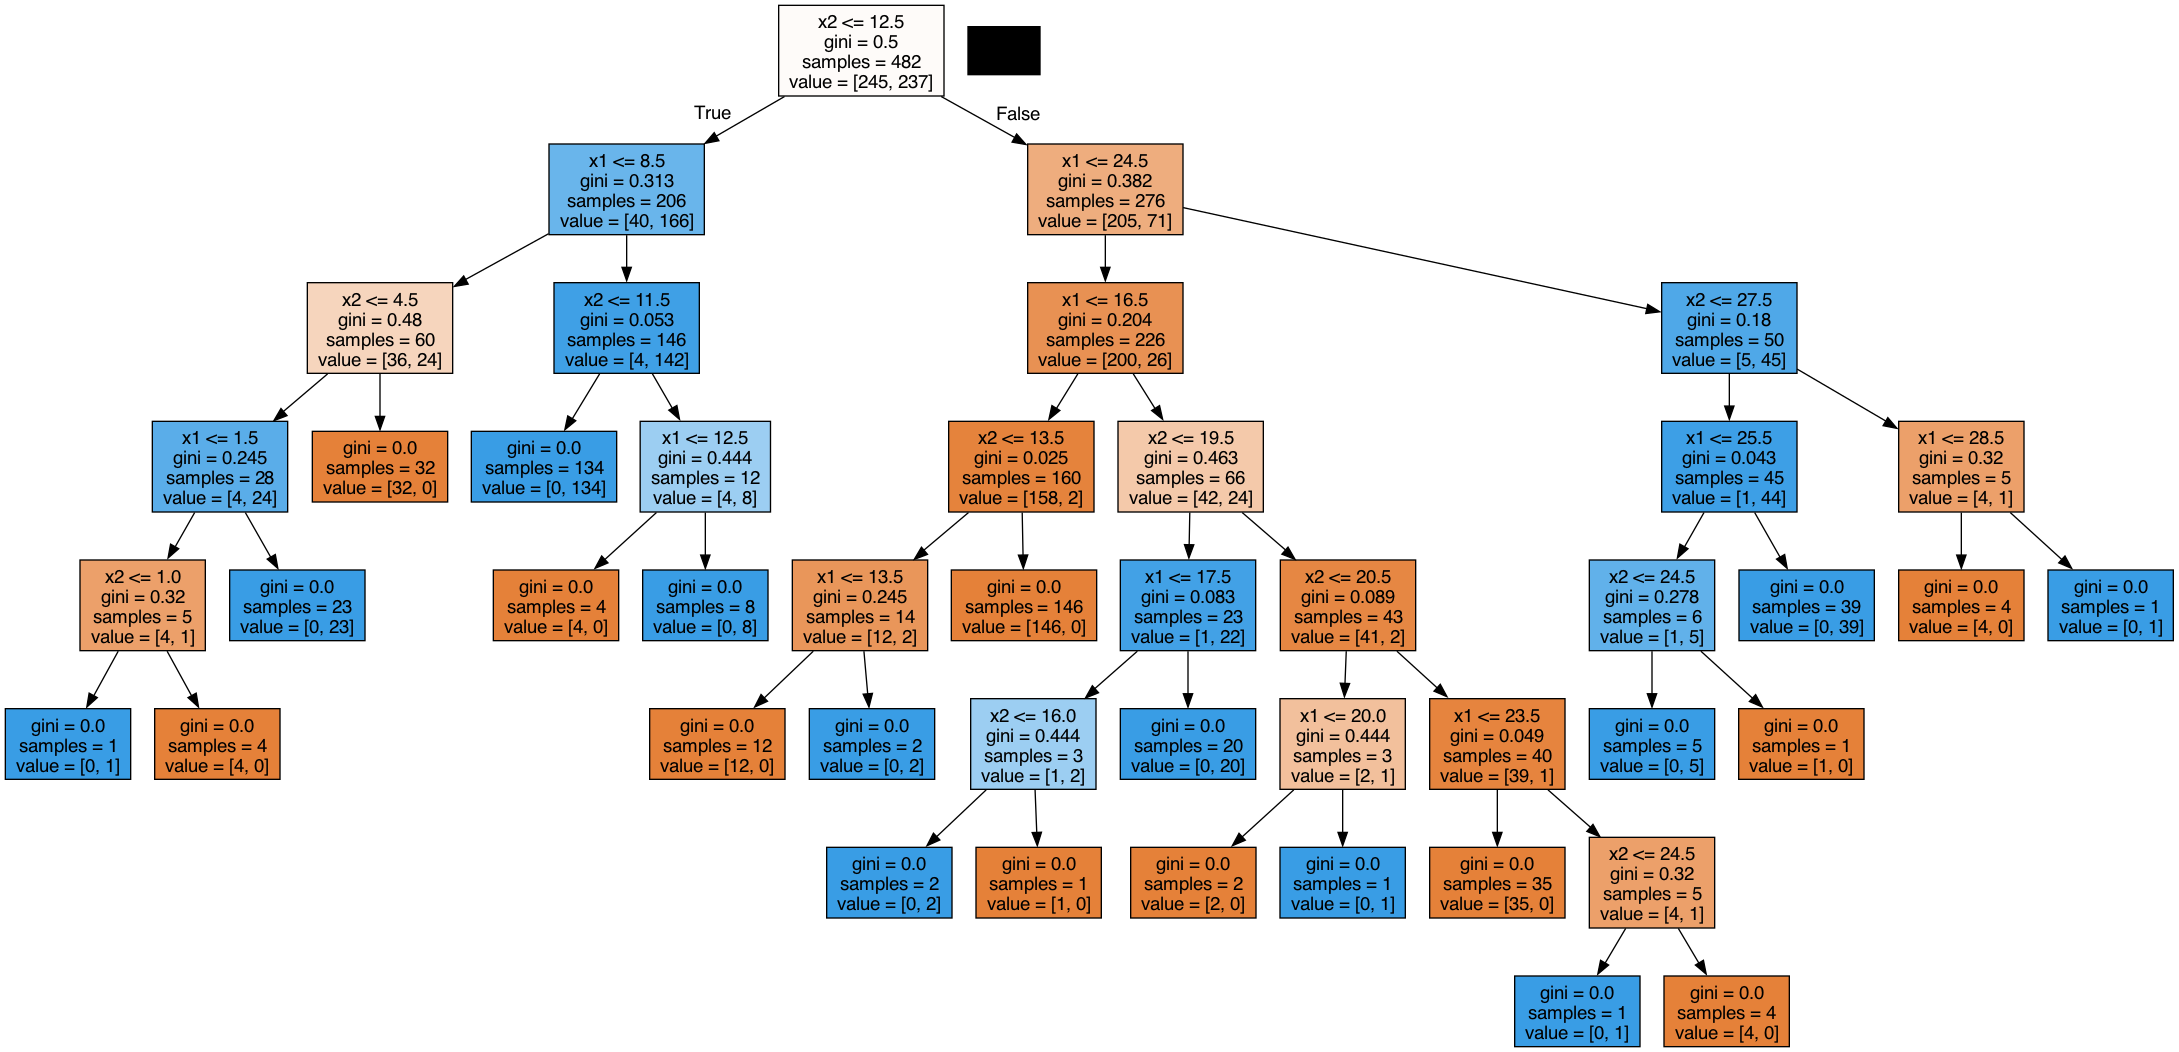 x2 <= 12.5
gini = 0.5
samples = 482
value = [245, 237]
True
False
x1 <= 8.5
gini = 0.313
samples = 206
value = [40, 166]
x1 <= 24.5
gini = 0.382
samples = 276
value = [205, 71]
x2 <= 4.5
gini = 0.48
samples = 60
value = [36, 24]
x2 <= 11.5
gini = 0.053
samples = 146
value = [4, 142]
x1 <= 16.5
gini = 0.204
samples = 226
value = [200, 26]
x2 <= 27.5
gini = 0.18
samples = 50
value = [5, 45]
x1 <= 1.5
gini = 0.245
samples = 28
value = [4, 24]
gini = 0.0
samples = 32
value = [32, 0]
gini = 0.0
samples = 134
value = [0, 134]
x1 <= 12.5
gini = 0.444
samples = 12
value = [4, 8]
x2 <= 13.5
gini = 0.025
samples = 160
value = [158, 2]
x2 <= 19.5
gini = 0.463
samples = 66
value = [42, 24]
x1 <= 25.5
gini = 0.043
samples = 45
value = [1, 44]
x1 <= 28.5
gini = 0.32
samples = 5
value = [4, 1]
x2 <= 1.0
gini = 0.32
samples = 5
value = [4, 1]
gini = 0.0
samples = 23
value = [0, 23]
gini = 0.0
samples = 4
value = [4, 0]
gini = 0.0
samples = 8
value = [0, 8]
x1 <= 13.5
gini = 0.245
samples = 14
value = [12, 2]
gini = 0.0
samples = 146
value = [146, 0]
x1 <= 17.5
gini = 0.083
samples = 23
value = [1, 22]
x2 <= 20.5
gini = 0.089
samples = 43
value = [41, 2]
x2 <= 24.5
gini = 0.278
samples = 6
value = [1, 5]
gini = 0.0
samples = 39
value = [0, 39]
gini = 0.0
samples = 4
value = [4, 0]
gini = 0.0
samples = 1
value = [0, 1]
gini = 0.0
samples = 1
value = [0, 1]
gini = 0.0
samples = 4
value = [4, 0]
gini = 0.0
samples = 12
value = [12, 0]
gini = 0.0
samples = 2
value = [0, 2]
x2 <= 16.0
gini = 0.444
samples = 3
value = [1, 2]
gini = 0.0
samples = 20
value = [0, 20]
x1 <= 20.0
gini = 0.444
samples = 3
value = [2, 1]
x1 <= 23.5
gini = 0.049
samples = 40
value = [39, 1]
gini = 0.0
samples = 5
value = [0, 5]
gini = 0.0
samples = 1
value = [1, 0]
gini = 0.0
samples = 2
value = [0, 2]
gini = 0.0
samples = 1
value = [1, 0]
gini = 0.0
samples = 2
value = [2, 0]
gini = 0.0
samples = 1
value = [0, 1]
gini = 0.0
samples = 35
value = [35, 0]
x2 <= 24.5
gini = 0.32
samples = 5
value = [4, 1]
gini = 0.0
samples = 1
value = [0, 1]
gini = 0.0
samples = 4
value = [4, 0]